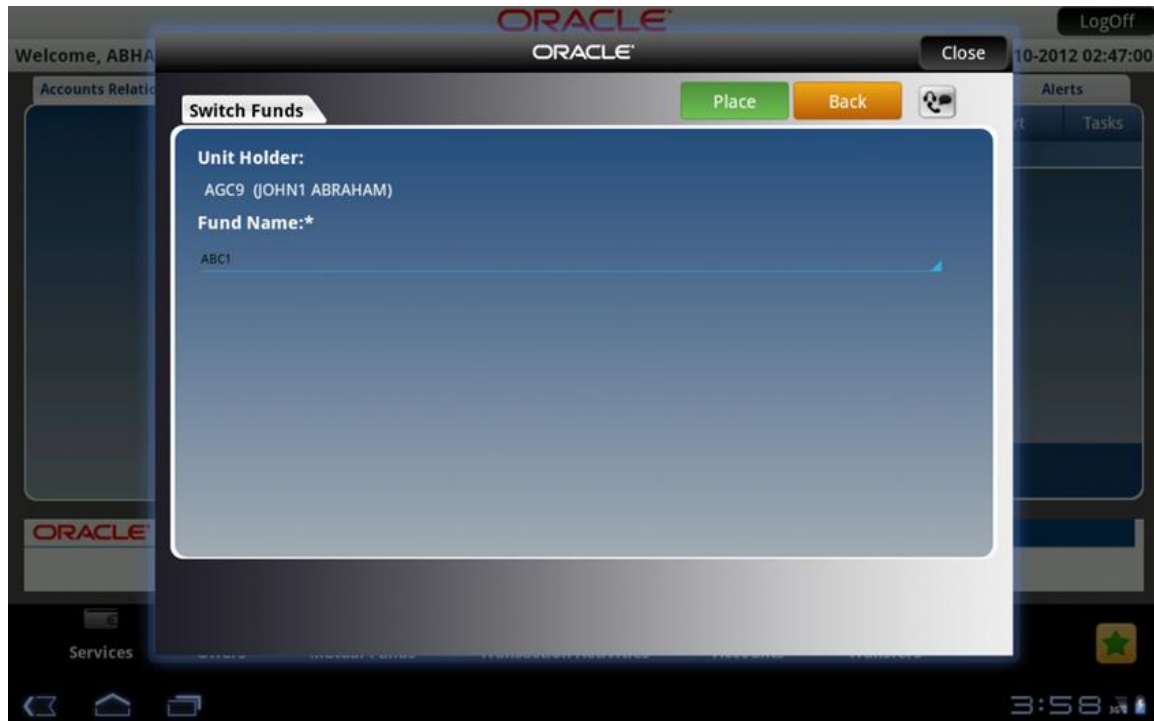 ORACLE
LogOff
Welcome, ABHA
10-2012 02:47:00
ORACLE
Close
Accounts Relatio
Alerts
Switch Funds
Place
Back
Tasks
Unit Holder:
AGC9 (JOHN1 ABRAHAM)
Fund Name:*
ABC1
ORACLE
Services
3:58
3G